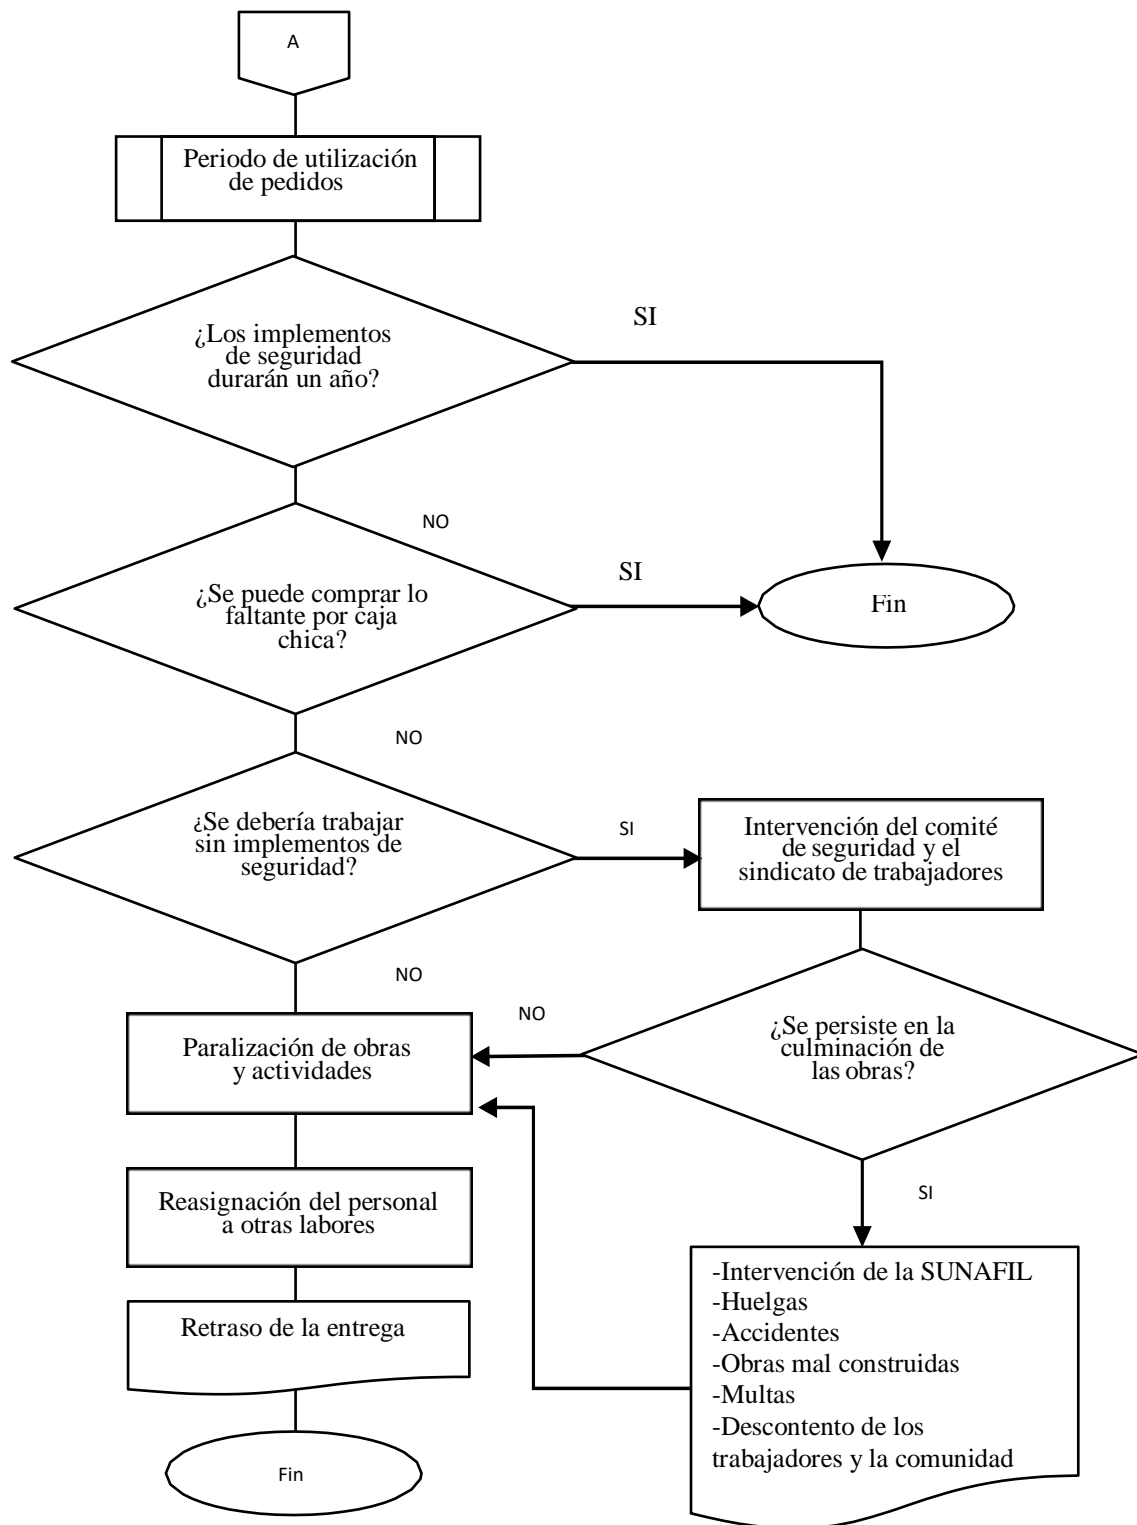 A
Periodo de utilización
de pedidos
¿Los implementos
de seguridad
durarán un año?
SI
NO
¿Se puede comprar lo
faltante por caja
chica?
SI
Fin
NO
¿Se debería trabajar
sin implementos de
seguridad?
SI
Intervención del comité
de seguridad y el
sindicato de trabajadores
NO
NO
¿Se persiste en la
culminación de
las obras?
Paralización de obras
y actividades
SI
Reasignación del personal
a otras labores
-Intervención de la SUNAFIL
-Huelgas
-Accidentes
-Obras mal construidas
-Multas
-Descontento de los
trabajadores y la comunidad
Retraso de la entrega
Fin